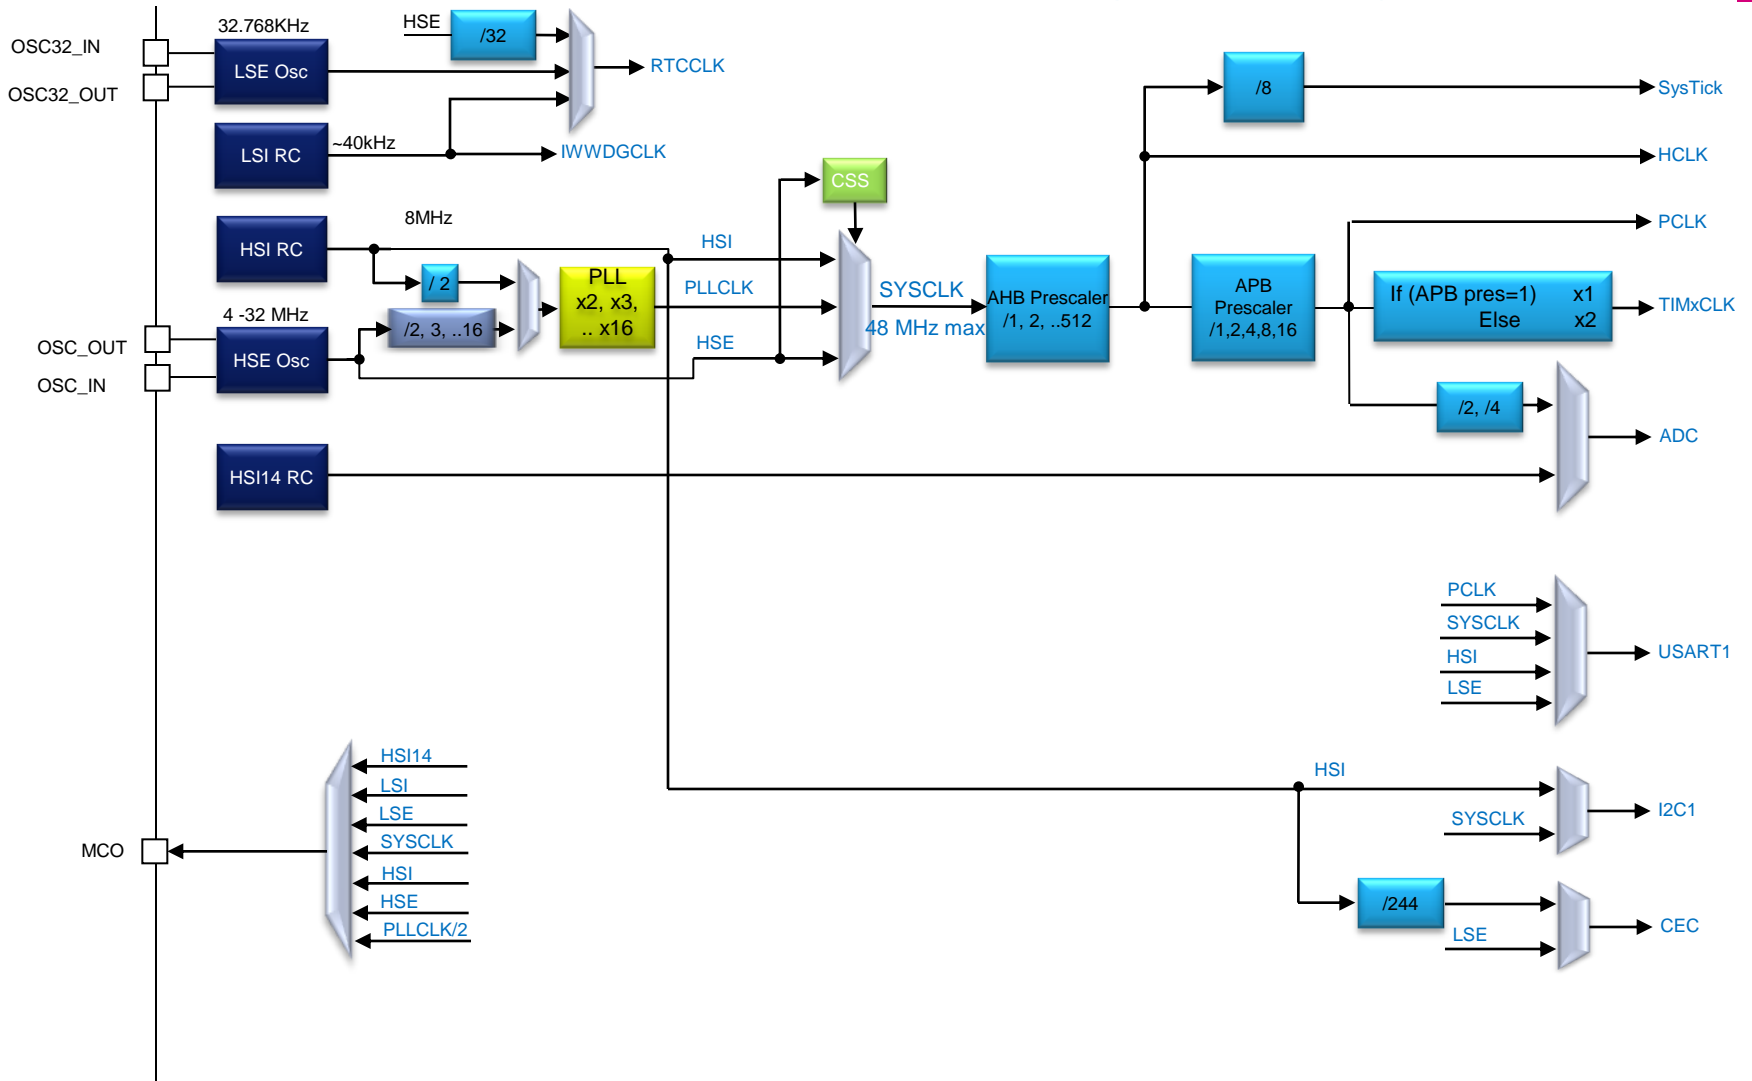 32.768KHz
HSE
OSC32_IN
OSC32_OUT
LSE Osc
/32
RTCCLK
LSI RC
~40kHz
IWWDGCLK
/8
SysTick
HCLK
CSS
HSI RC
8MHz
HSI
PCLK
/ 2
PLL
x2, x3,
.. x16
PLLCLK
SYSCLK
48 MHz max
AHB Prescaler
/1, 2, ..512
APB
Prescaler
/1,2,4,8,16
If (APB pres=1) x1
Else x2
TIMxCLK
4 -32 MHz
/2, 3, ..16
OSC_OUT
OSC_IN
HSE Osc
HSE
/2, /4
ADC
HSI14 RC
PCLK
SYSCLK
HSI
LSE
USART1
HSI14
LSI
LSE
SYSCLK
HSI
HSE
PLLCLK/2
MCO
HSI
SYSCLK
I2C1
/244
LSE
CEC